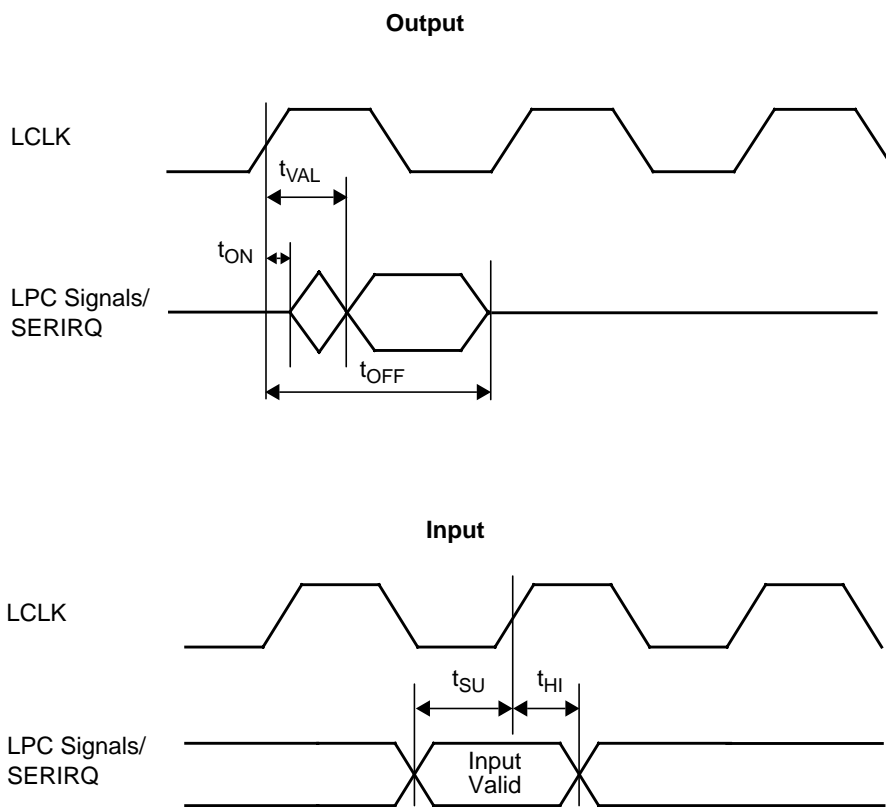 Output
LCLK
tVAL
tON
LPC Signals/
SERIRQ
tOFF
Input
LCLK
tSU
tHI
LPC Signals/
SERIRQ
Input
Valid